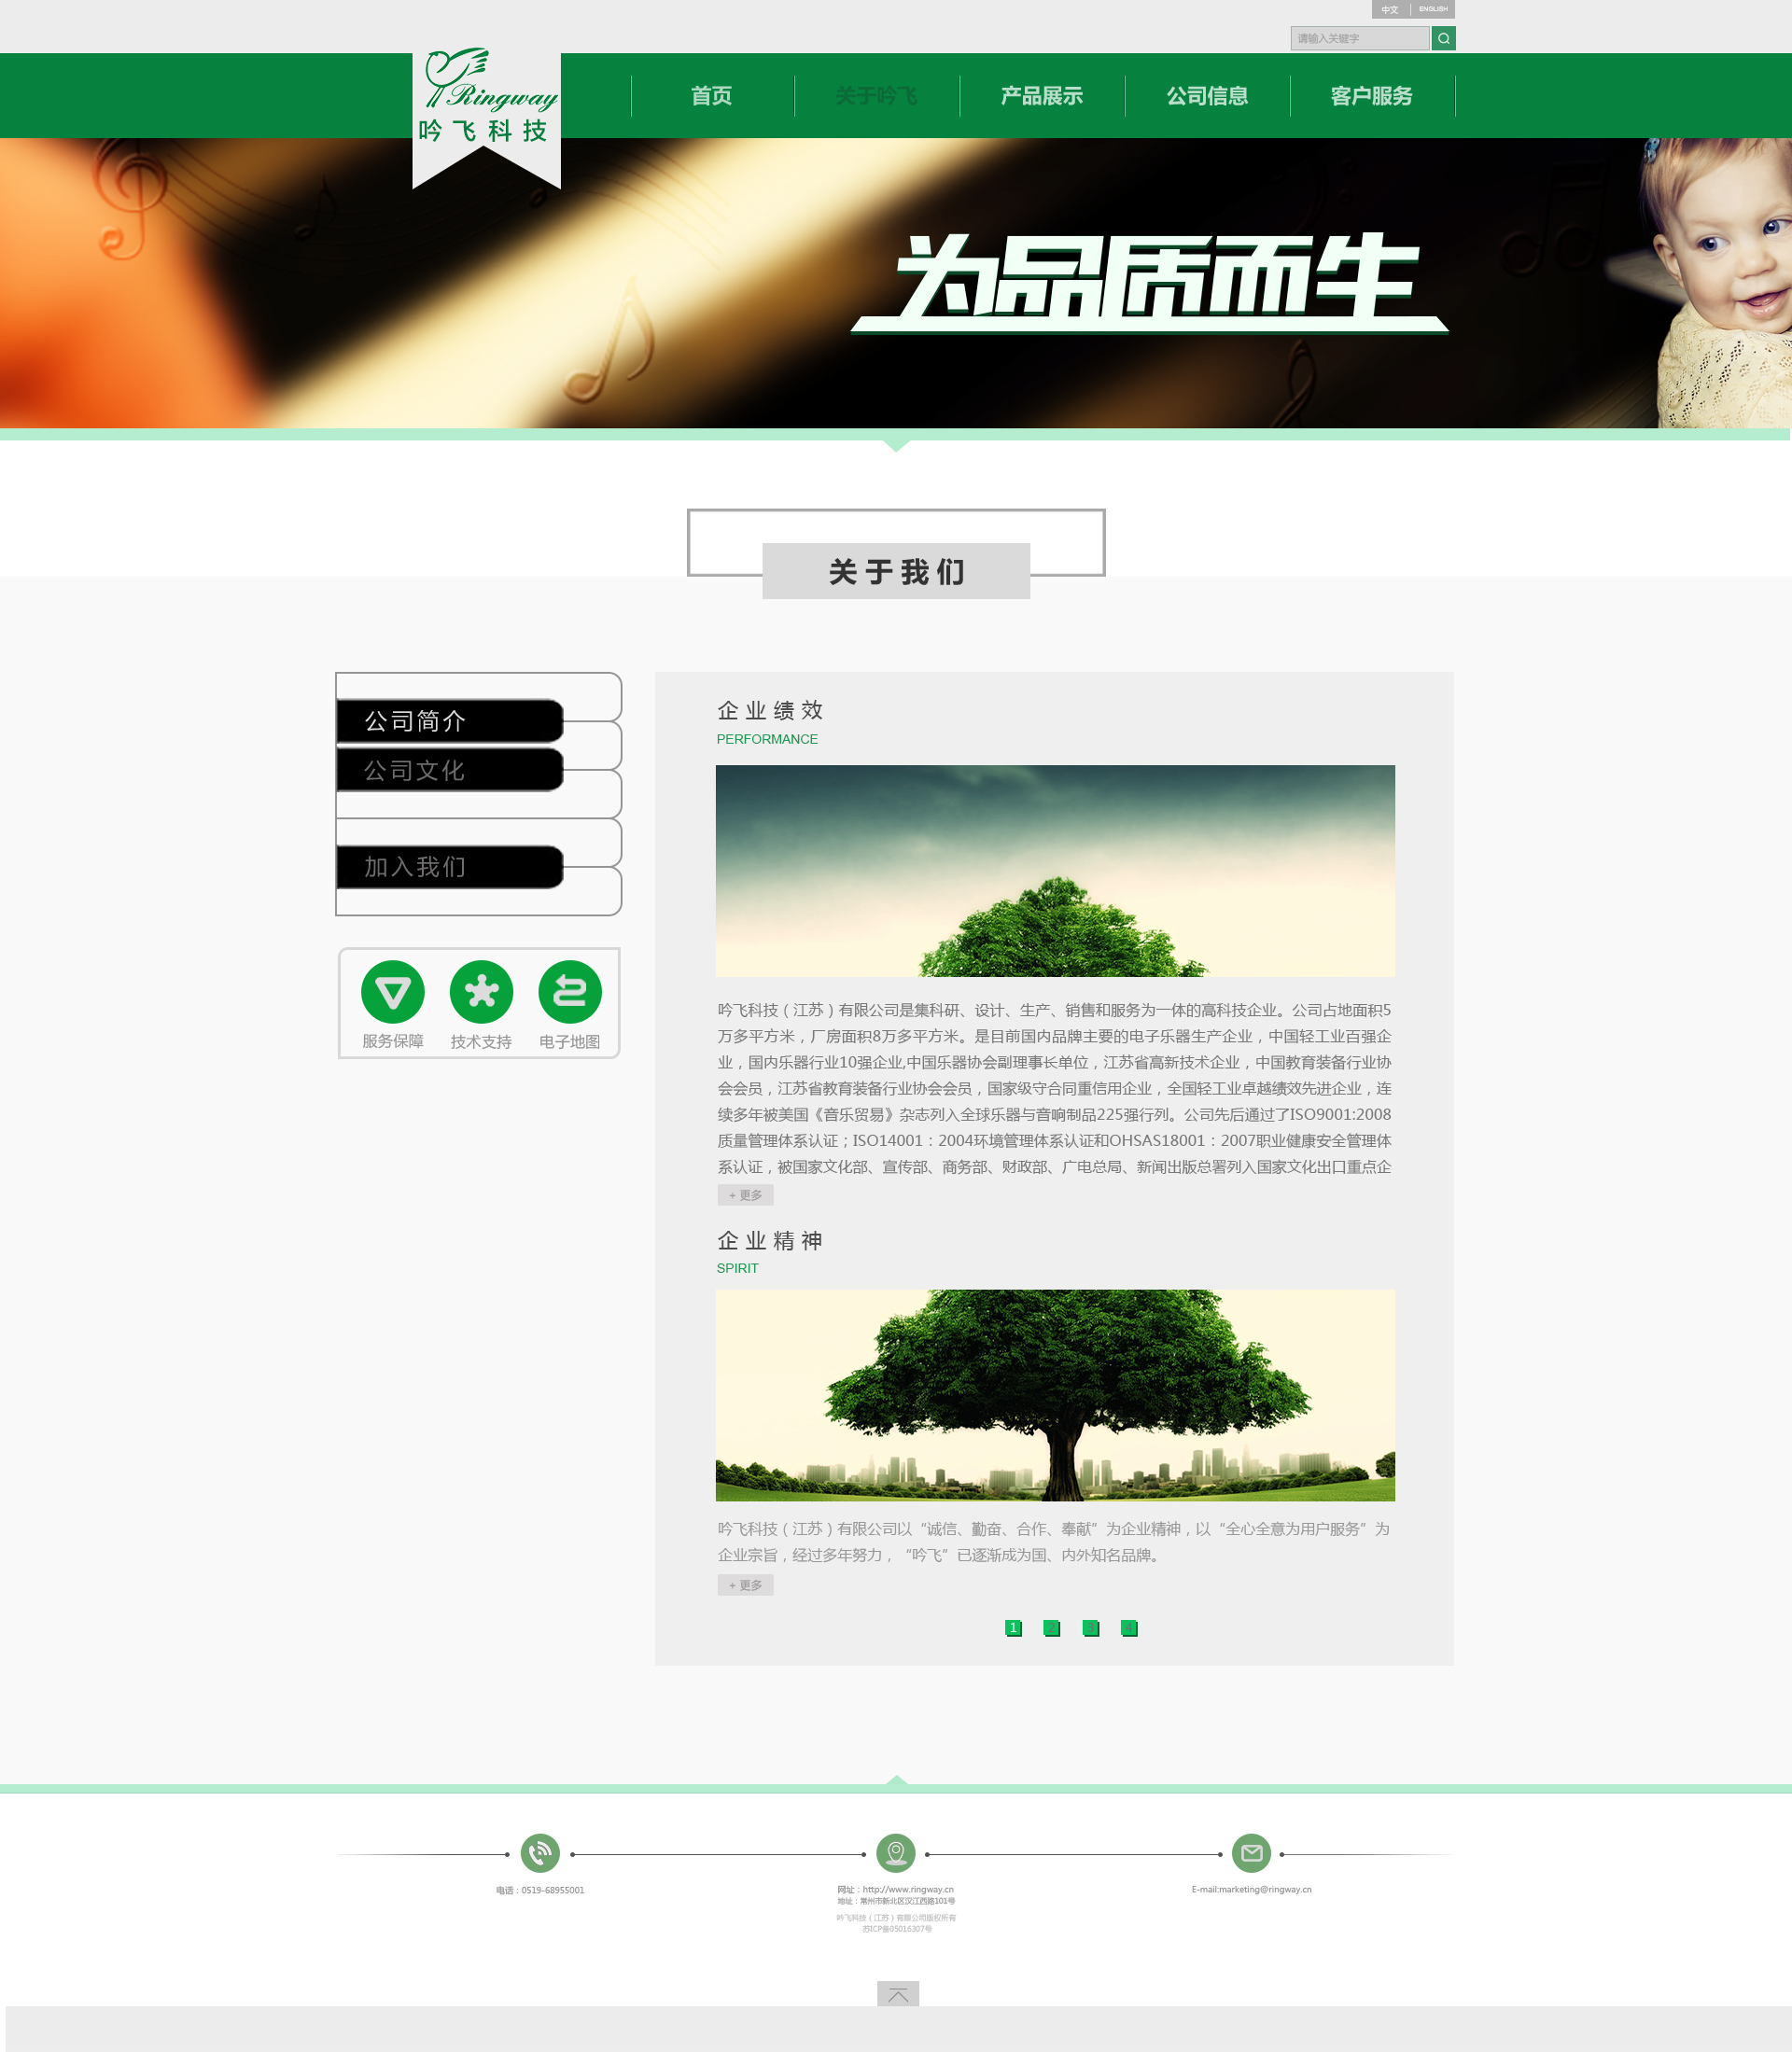 中文 ENGLISH
请输入关键字
Ringway
吟飞科技
首页 关于吟飞 产品展示 公司信息 客户服务
为品质而生
关于我们
公司简介
公司文化
加入我们
服务保障 技术支持 电子地图
企业绩效
PERFORMANCE
吟飞科技（江苏）有限公司是集科研、设计、生产、销售和服务为一体的高科技企业。公司占地面积5
万多平方米，厂房面积8万多平方米。是目前国内品牌主要的电子乐器生产企业，中国轻工业百强企
业，国内乐器行业10强企业,中国乐器协会副理事长单位，江苏省高新技术企业，中国教育装备行业协
会会员，江苏省教育装备行业协会会员，国家级守合同重信用企业，全国轻工业卓越绩效先进企业，连
续多年被美国《音乐贸易》杂志列入全球乐器与音响制品225强行列。公司先后通过了ISO9001:2008
质量管理体系认证；ISO14001：2004环境管理体系认证和OHSAS18001：2007职业健康安全管理体
系认证，被国家文化部、宣传部、商务部、财政部、广电总局、新闻出版总署列入国家文化出口重点企
+ 更多
企业精神
SPIRIT
吟飞科技（江苏）有限公司以“诚信、勤奋、合作、奉献”为企业精神，以“全心全意为用户服务”为
企业宗旨，经过多年努力，“吟飞”已逐渐成为国、内外知名品牌。
+ 更多
1 2 3 4
电话：0519-68955001
网址：http://www.ringway.cn
地址：常州市新北区汉江西路101号
吟飞科技（江苏）有限公司版权所有
苏ICP备05016307号
E-mail:marketing@ringway.cn